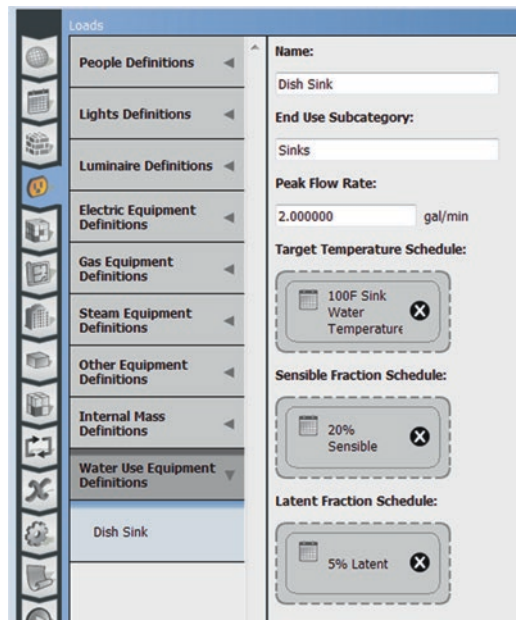 Loads
People Definitions
Lights Definitions
Luminaire Definitions
Electric Equipment
Definitions
Gas Equipment
Definitions
Steam Equipment
Definitions
Other Equipment
Definitions
Internal Mass
Definitions
Water Use Equipment
Definitions
Dish Sink
Name:
Dish Sink
End Use Subcategory:
Sinks
Peak Flow Rate:
2.000000 gal/min
Target Temperature Schedule:
100F Sink
Water
Temperature
Sensible Fraction Schedule:
20%
Sensible
Latent Fraction Schedule:
5% Latent